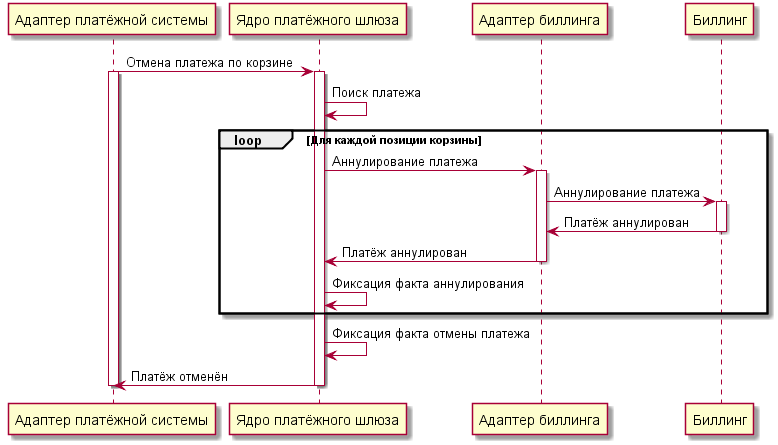 Адаптер платёжной системы
Ядро платёжного шлюза
Адаптер биллинга
Биллинг
Отмена платежа по корзине
Поиск платежа
loop
[Для каждой позиции корзины]
Аннулирование платежа
Аннулирование платежа
Платёж аннулирован
Платёж аннулирован
Фиксация факта аннулирования
Фиксация факта отмены платежа
Платёж отменён
Адаптер платёжной системы
Ядро платёжного шлюза
Адаптер биллинга
Биллинг